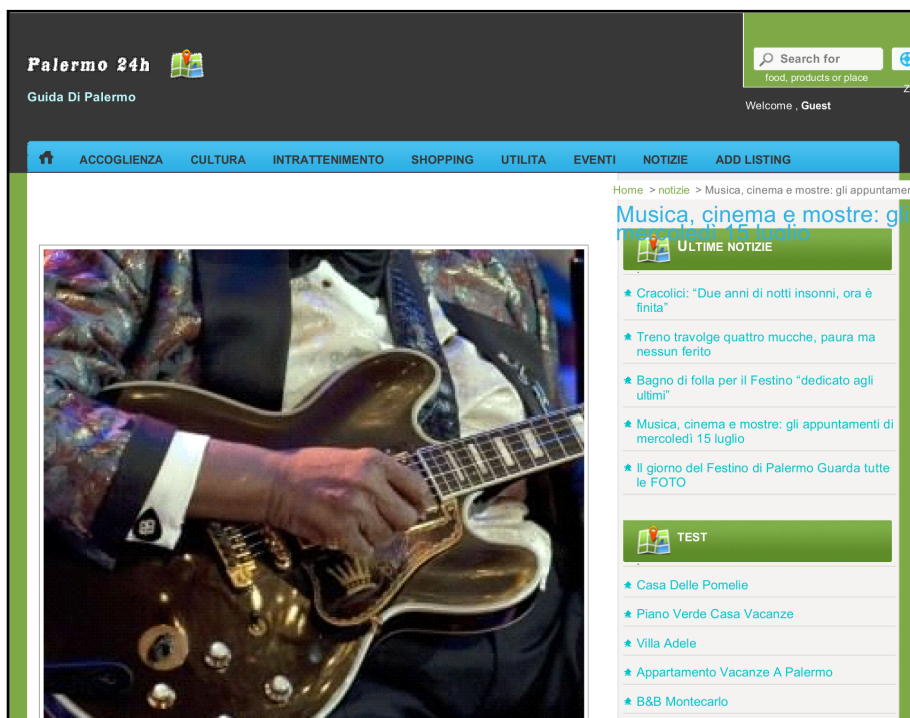 Palermo 24h
Guida Di Palermo
Search for
food, products or place
Z
Welcome , Guest
ACCOGLIENZA CULTURA INTRATTENIMENTO SHOPPING UTILITA EVENTI NOTIZIE ADD LISTING
Home > notizie > Musica, cinema e mostre: gli appuntamen
Musica, cinema e mostre: gli
mercoledì 15 luglio
ULTIME NOTIZIE
Cracolici: “Due anni di notti insonni, ora è
finita”
Treno travolge quattro mucche, paura ma
nessun ferito
Bagno di folla per il Festino “dedicato agli
ultimi”
Musica, cinema e mostre: gli appuntamenti di
mercoledì 15 luglio
Il giorno del Festino di Palermo Guarda tutte
le FOTO
TEST
Casa Delle Pomelie
Piano Verde Casa Vacanze
Villa Adele
Appartamento Vacanze A Palermo
B&B Montecarlo